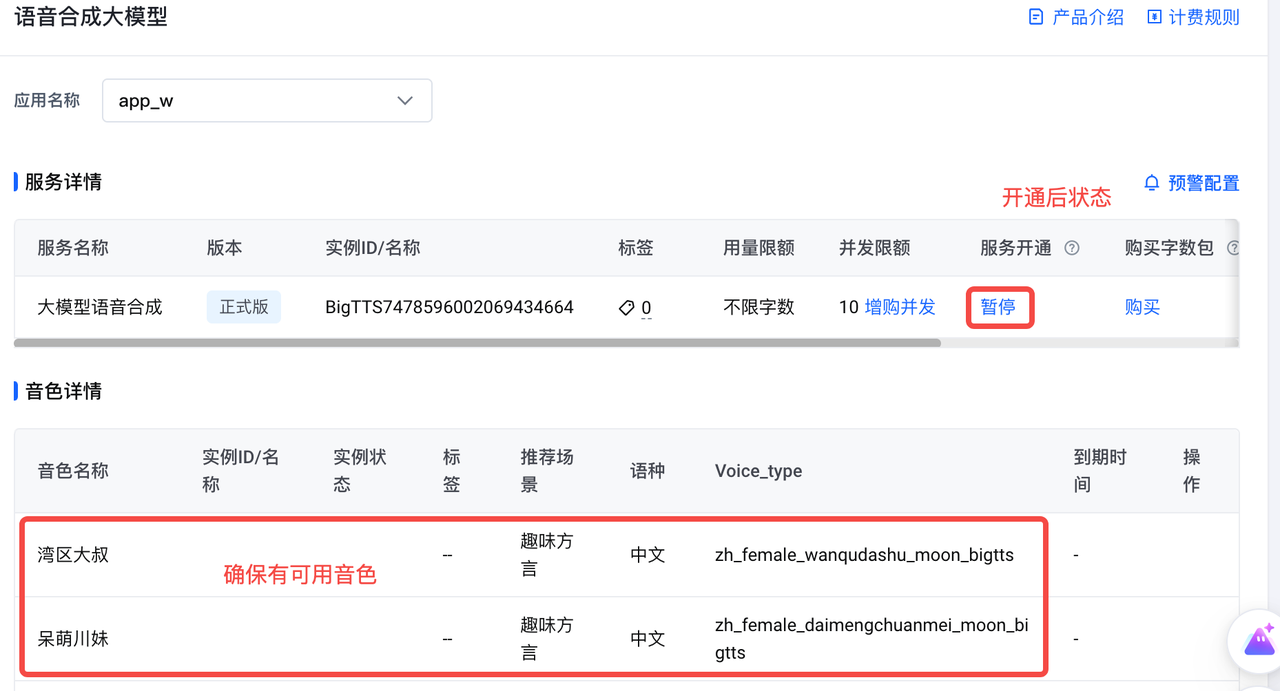 语音合成大模型
产品介绍
计费规则
应用名称
app_w
服务详情
开通后状态
预警配置
服务名称
版本
实例ID/名称
标签
用量限额
并发限额
服务开通
购买字数包
大模型语音合成
正式版
BigTTS7478596002069434664
0
不限字数
10 增购并发
暂停
购买
音色详情
音色名称
实例ID/名
称
实例状
态
标
签
推荐场
景
语种
Voice_type
到期时
间
操
作
湾区大叔
--
趣味方
言
中文
zh_female_wanqudashu_moon_bigtts
-
确保有可用音色
呆萌川妹
--
趣味方
言
中文
zh_female_daimengchuanmei_moon_bi
gtts
-